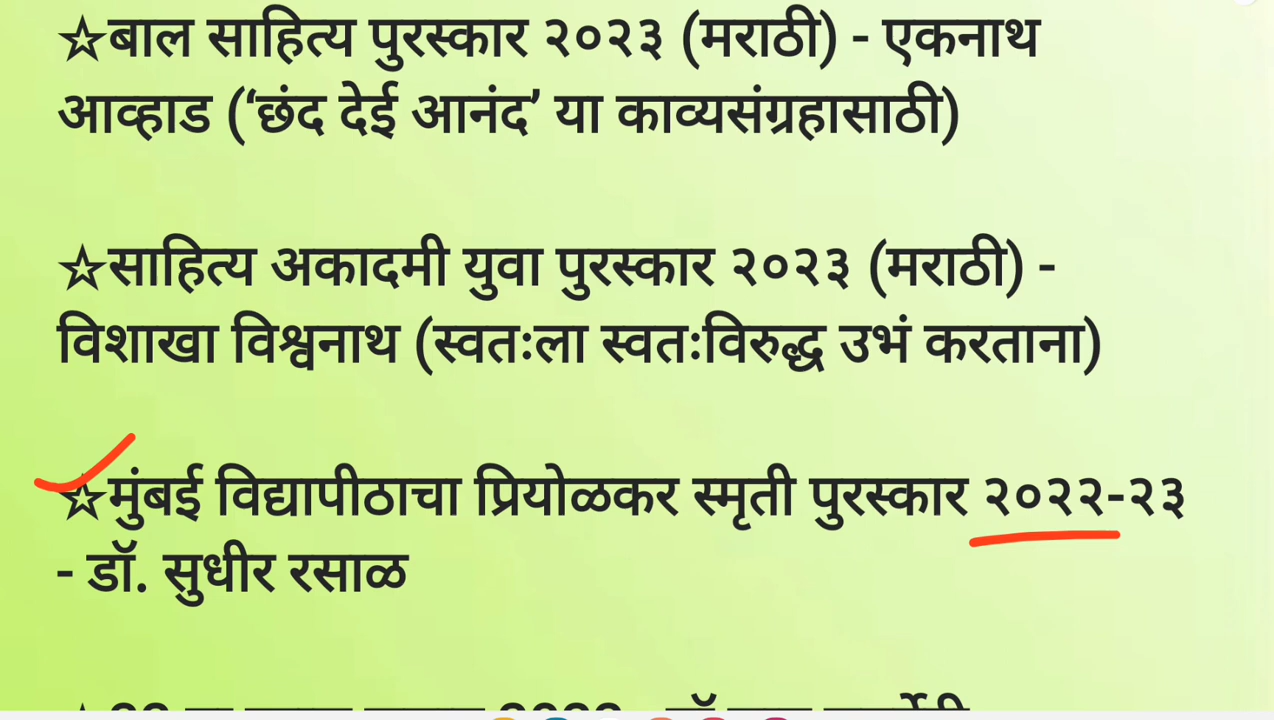 ☆बाल साहित्य पुरस्कार २०२३ (मराठी) - एकनाथ
आव्हाड (‘छंद देई आनंद’ या काव्यसंग्रहासाठी)
☆साहित्य अकादमी युवा पुरस्कार २०२३ (मराठी) -
विशाखा विश्वनाथ (स्वतःला स्वतःविरुद्ध उभं करताना)
☆मुंबई विद्यापीठाचा प्रियोळकर स्मृती पुरस्कार २०२२-२३
- डॉ. सुधीर रसाळ